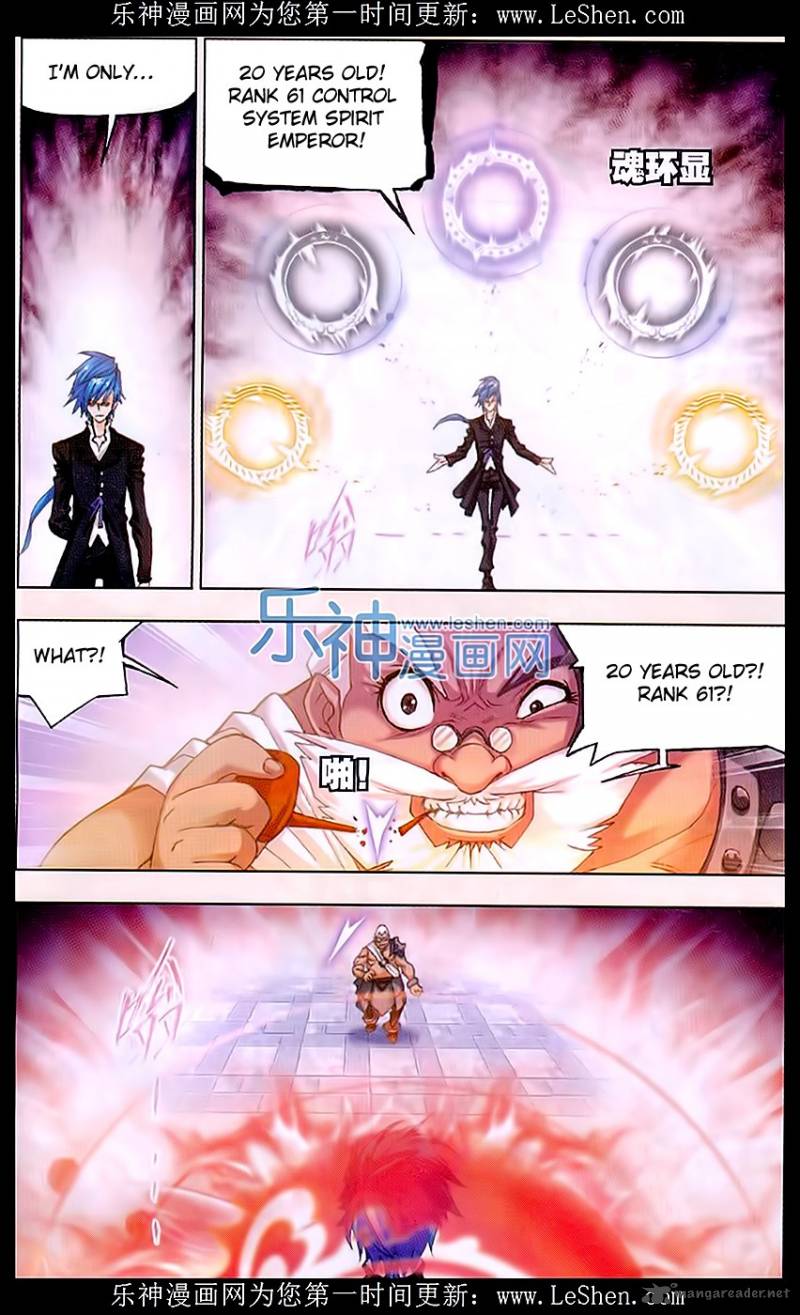 乐神漫画网为您第一时间更新：www.LeShen.com
I'M ONLY...
20 YEARS OLD!
RANK 61 CONTROL
SYSTEM SPIRIT
EMPEROR!
魂环显
乐神漫画网
www.leshen.com
WHAT?!
20 YEARS OLD?!
RANK 61?!
啪!
乐神漫画网为您第一时间更新：www.LeShen.com
mangareader.net